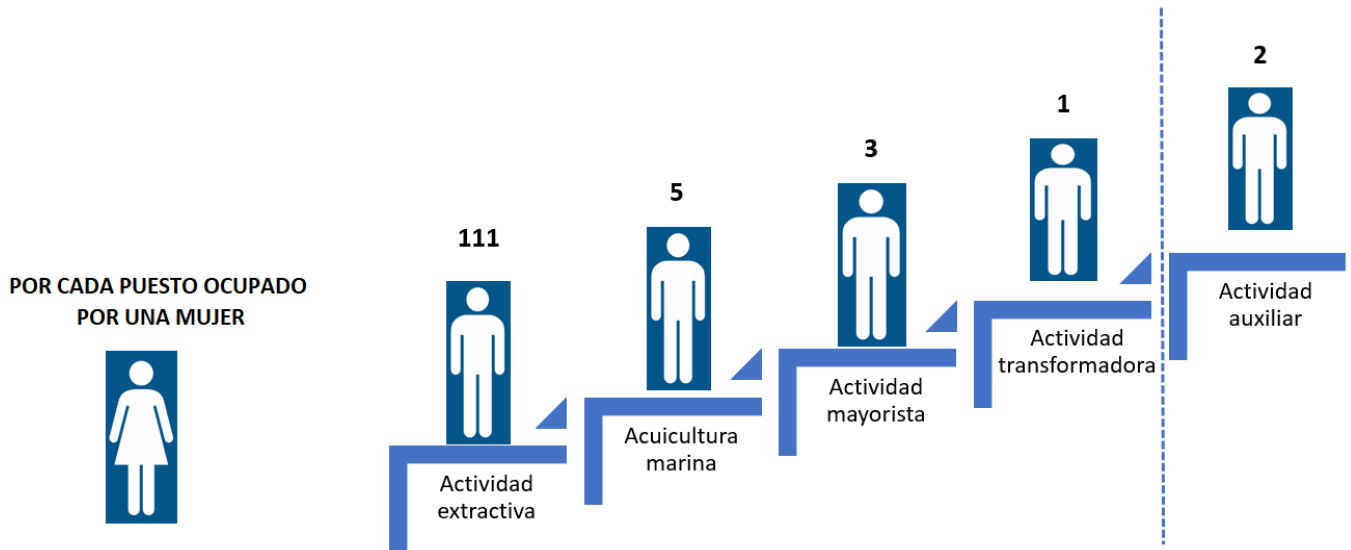 POR CADA PUESTO OCUPADO
POR UNA MUJER
111
Actividad
extractiva
5
Acuicultura
marina
3
Actividad
mayorista
1
Actividad
transformadora
2
Actividad
auxiliar